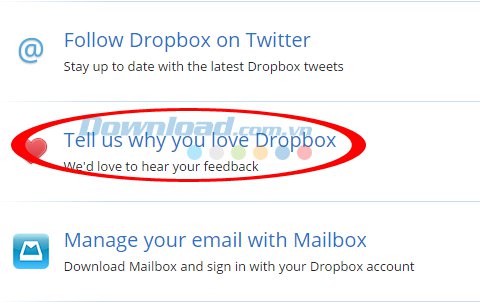 @
Follow Dropbox on Twitter
Stay up to date with the latest Dropbox tweets
Download.com.vn
Tell us why you love Dropbox
We'd love to hear your feedback
Manage your email with Mailbox
Download Mailbox and sign in with your Dropbox account